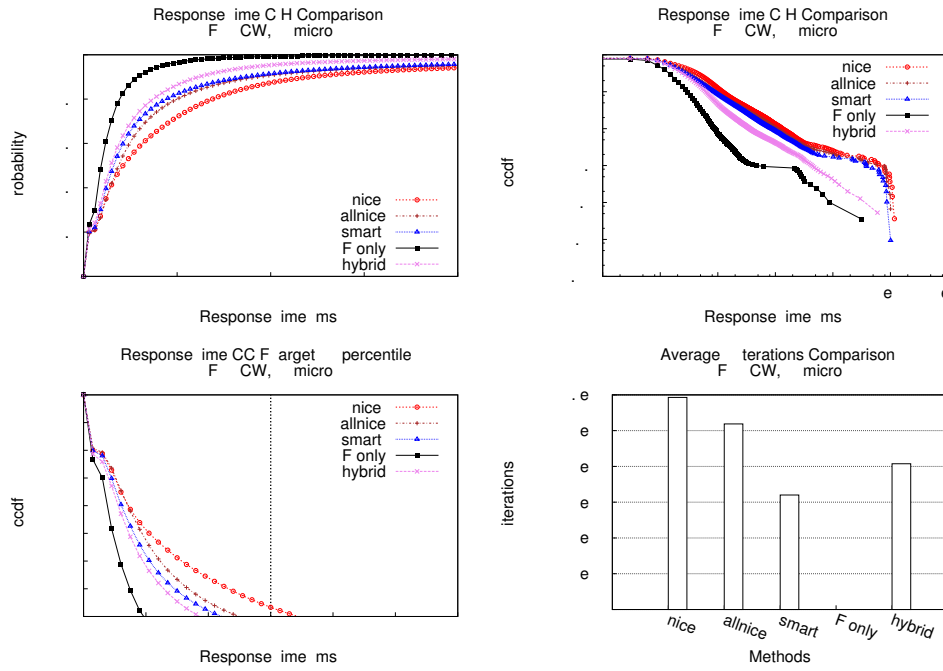 Response ime C H Comparison
F CW, micro
robability
.
.
.
nice
allnice
smart
F only
hybrid
Response ime ms
Response ime C H Comparison
F CW, micro
ccdf
.
.
nice
allnice
smart
F only
hybrid
e
e
Response ime ms
Response ime CC F arget percentile
F CW, micro
ccdf
nice
allnice
smart
F only
hybrid
Response ime ms
Average terations Comparison
F CW, micro
iterations
. e
e
e
e
e
e
nice
allnice
smart
F only
hybrid
Methods